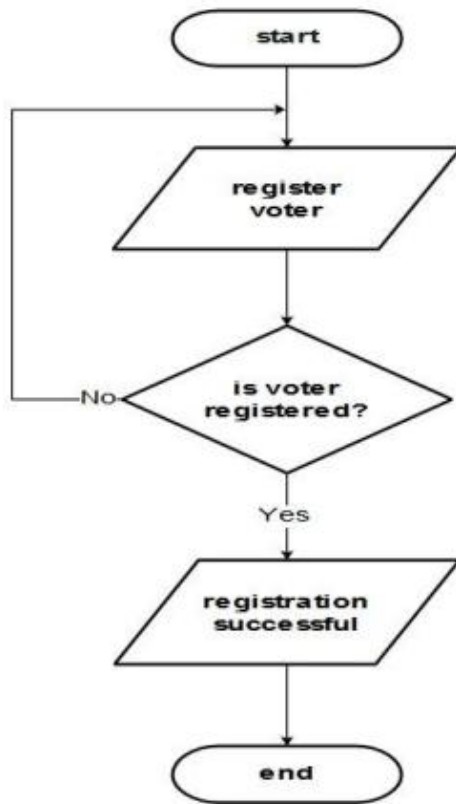 start
register
voter
is voter
registered?
No
Yes
registration
successful
end